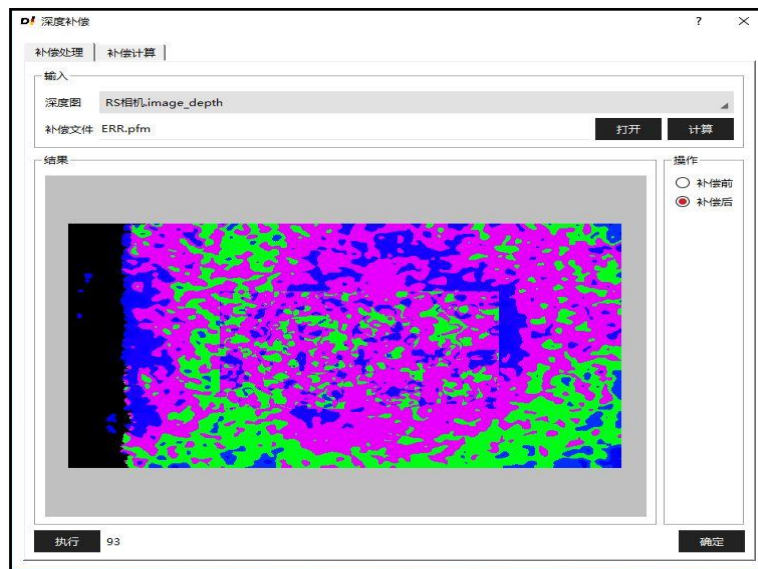 D! 深度补偿 ?
补偿处理 补偿计算
输入
深度图 RS相机.image_depth
补偿文件 ERR.pfm 打开 计算
结果 操作
补偿前
补偿后
执行 93 确定